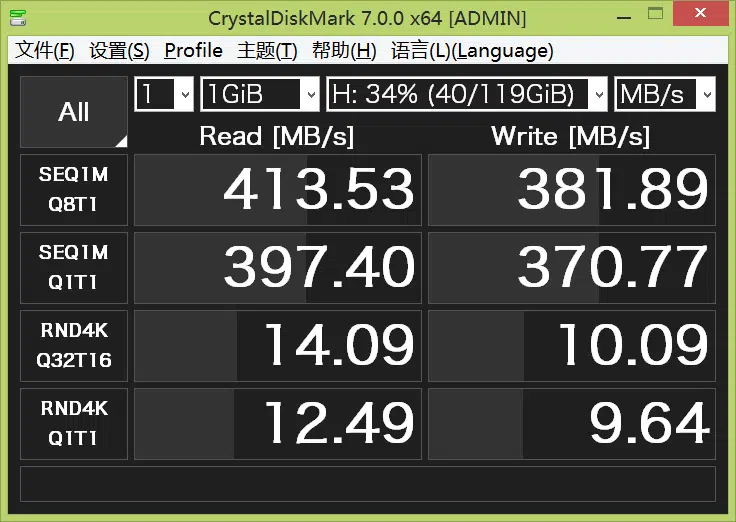 CrystalDiskMark 7.0.0 x64 [ADMIN]
文件(F) 设置(S) Profile 主题(T) 帮助(H) 语言(L)(Language)
All 1 1GiB H: 34% (40/119GiB) MB/s
Read [MB/s] Write [MB/s]
SEQ1M
Q8T1 413.53 381.89
SEQ1M
Q1T1 397.40 370.77
RND4K
Q32T16 14.09 10.09
RND4K
Q1T1 12.49 9.64